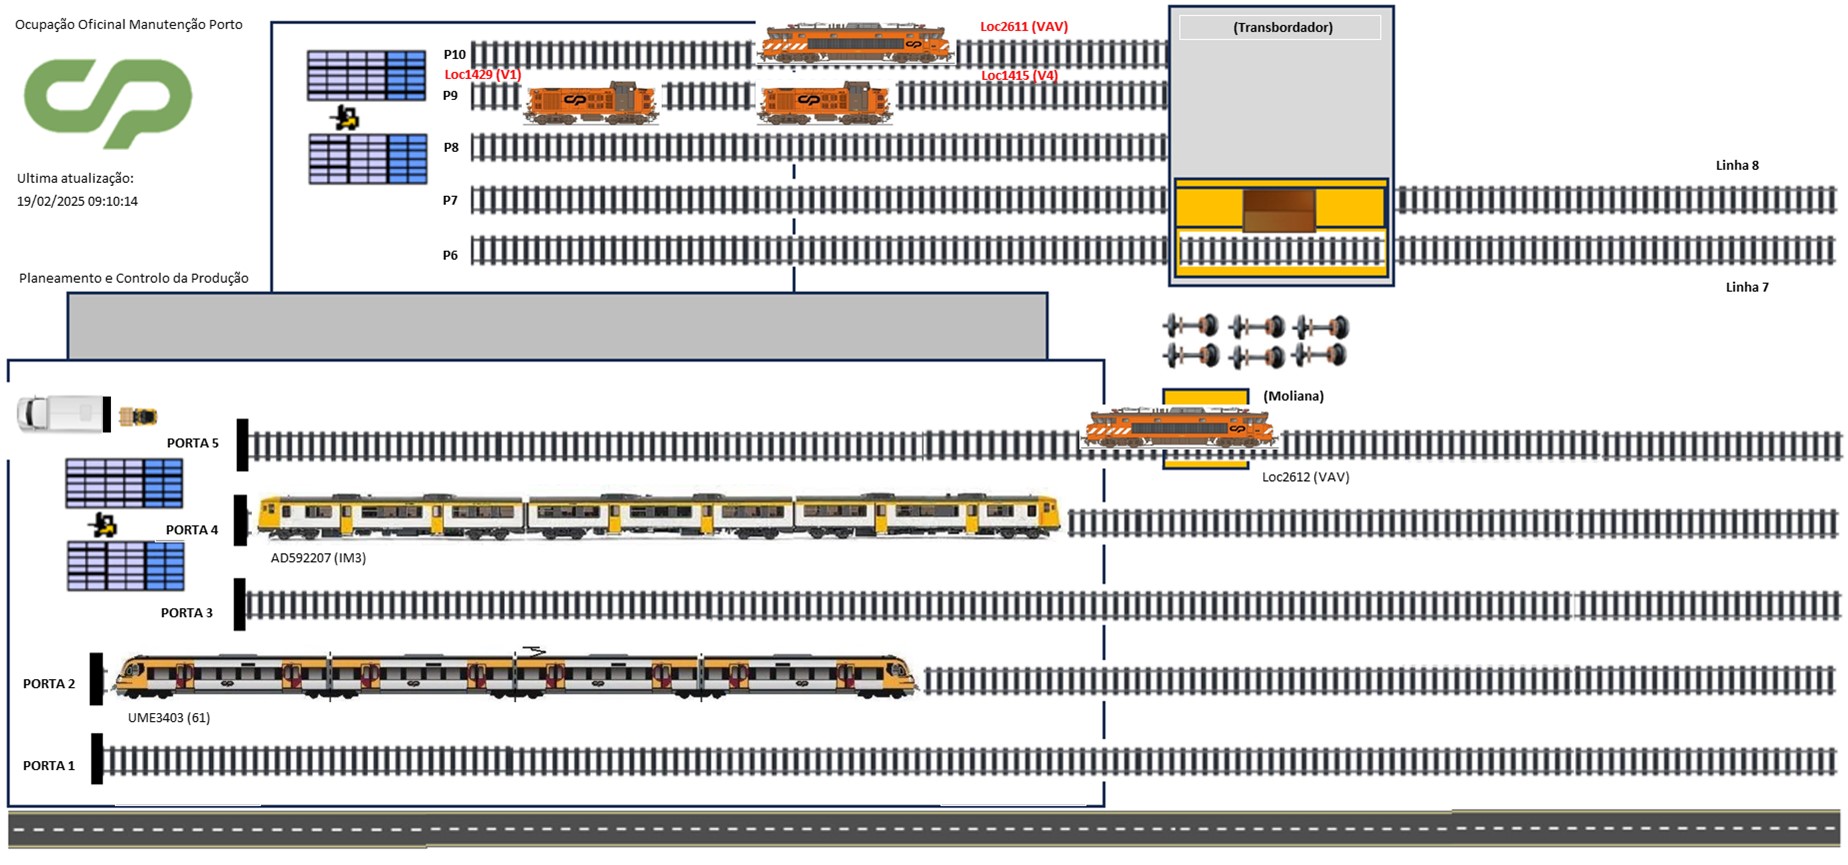 Ocupação Oficinal Manutenção Porto
Loc2611 (VAV)
(Transbordador)
P10
Loc1429 (V1)
Loc1415 (V4)
P9
P8
Linha 8
Ultima atualização:
19/02/2025 09:10:14
P7
P6
Planeamento e Controlo da Produção
Linha 7
(Moliana)
PORTA 5
Loc2612 (VAV)
PORTA 4
AD592207 (IM3)
PORTA 3
PORTA 2
UME3403 (61)
PORTA 1